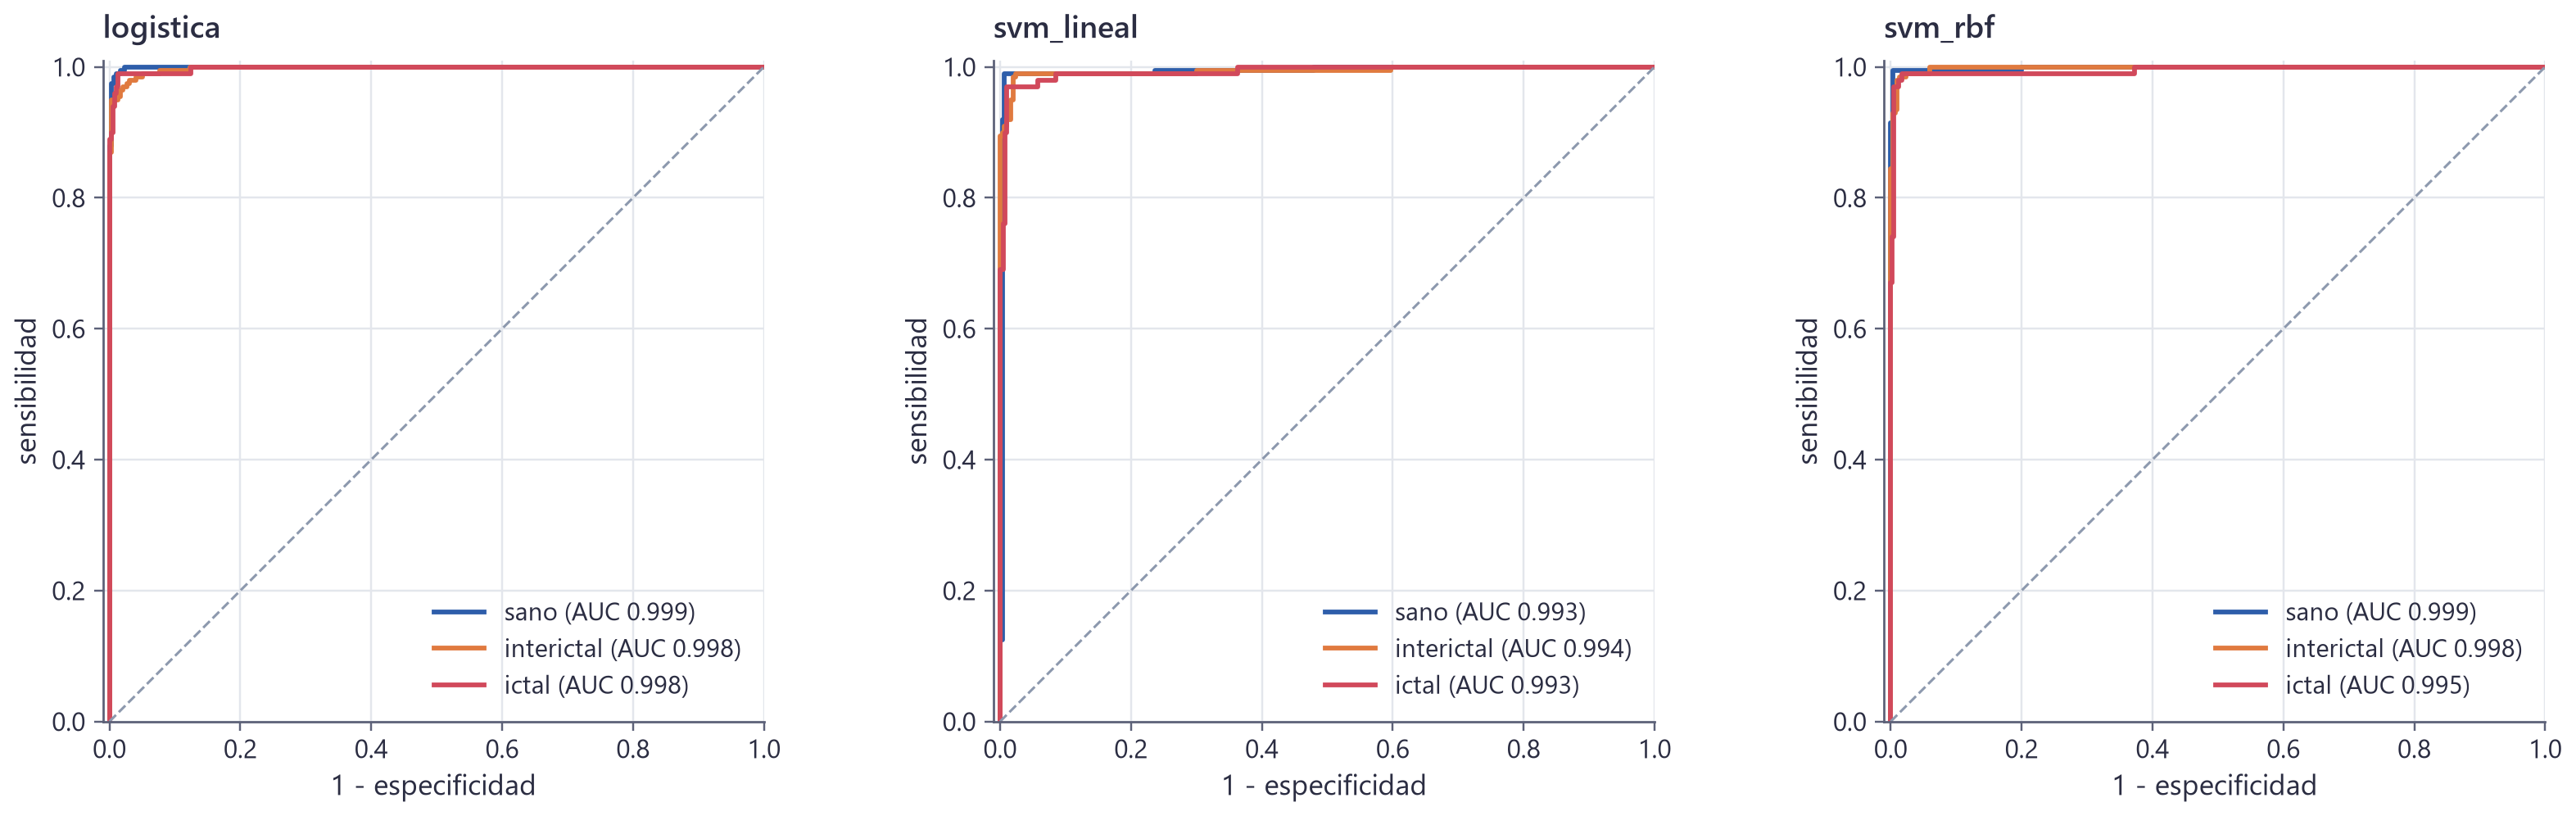 logistica
1.0
0.8
0.6
0.4
0.2
0.0
sensibilidad
sano (AUC 0.999)
interictal (AUC 0.998)
ictal (AUC 0.998)
0.0 0.2 0.4 0.6 0.8 1.0
1 - especificidad
svm_lineal
1.0
0.8
0.6
0.4
0.2
0.0
sensibilidad
sano (AUC 0.993)
interictal (AUC 0.994)
ictal (AUC 0.993)
0.0 0.2 0.4 0.6 0.8 1.0
1 - especificidad
svm_rbf
1.0
0.8
0.6
0.4
0.2
0.0
sensibilidad
sano (AUC 0.999)
interictal (AUC 0.998)
ictal (AUC 0.995)
0.0 0.2 0.4 0.6 0.8 1.0
1 - especificidad